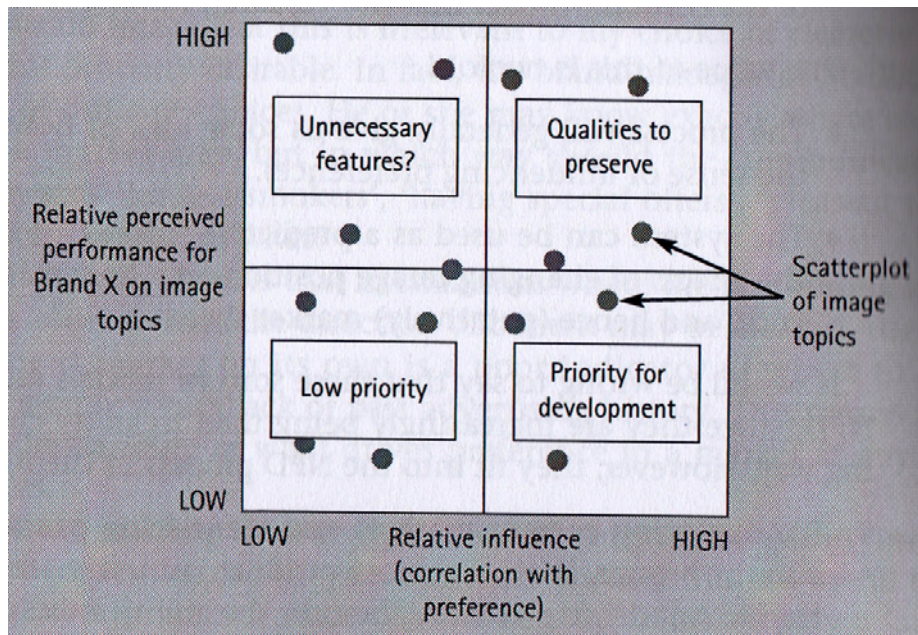 HIGH
Unnecessary
features?
Qualities to
preserve
Relative perceived
performance for
Brand X on image
topics
Scatterplot
of image
topics
Low priority
Priority for
development
LOW
LOW
Relative influence
(correlation with
preference)
HIGH